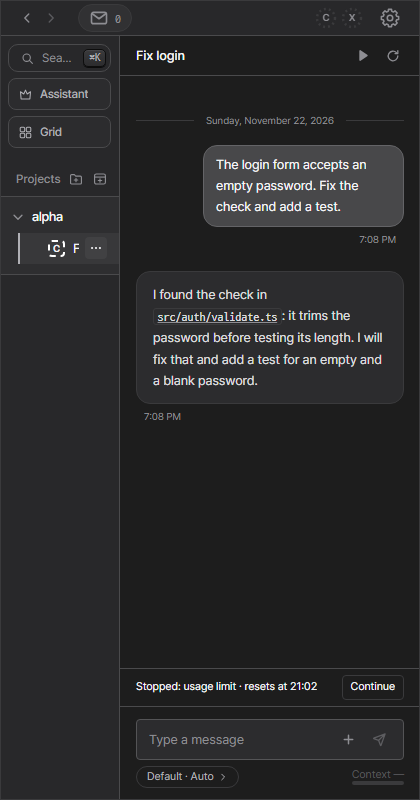 0
C X
Sea... ⌘K
Assistant
Grid
Projects
alpha
C F ...
Fix login
Sunday, November 22, 2026
The login form accepts an
empty password. Fix the
check and add a test.
7:08 PM
I found the check in
src/auth/validate.ts : it trims the
password before testing its length. I will
fix that and add a test for an empty and
a blank password.
7:08 PM
Stopped: usage limit · resets at 21:02 Continue
Type a message
Default · Auto
Context —